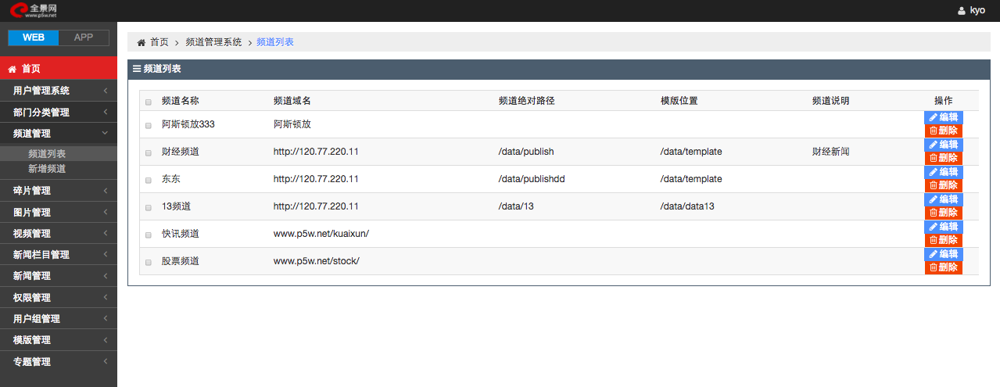 全景网
www.p5w.net
kyo
WEB APP
首页
用户管理系统
部门分类管理
频道管理
频道列表
新增频道
碎片管理
图片管理
视频管理
新闻栏目管理
新闻管理
权限管理
用户组管理
模版管理
专题管理
首页 > 频道管理系统 > 频道列表
频道列表
频道名称 频道域名 频道绝对路径 模版位置 频道说明 操作
阿斯顿放333 阿斯顿放 编辑
删除
财经频道 http://120.77.220.11 /data/publish /data/template 财经新闻 编辑
删除
东东 http://120.77.220.11 /data/publishdd /data/template 编辑
删除
13频道 http://120.77.220.11 /data/13 /data/data13 编辑
删除
快讯频道 www.p5w.net/kuaixun/ 编辑
删除
股票频道 www.p5w.net/stock/ 编辑
删除